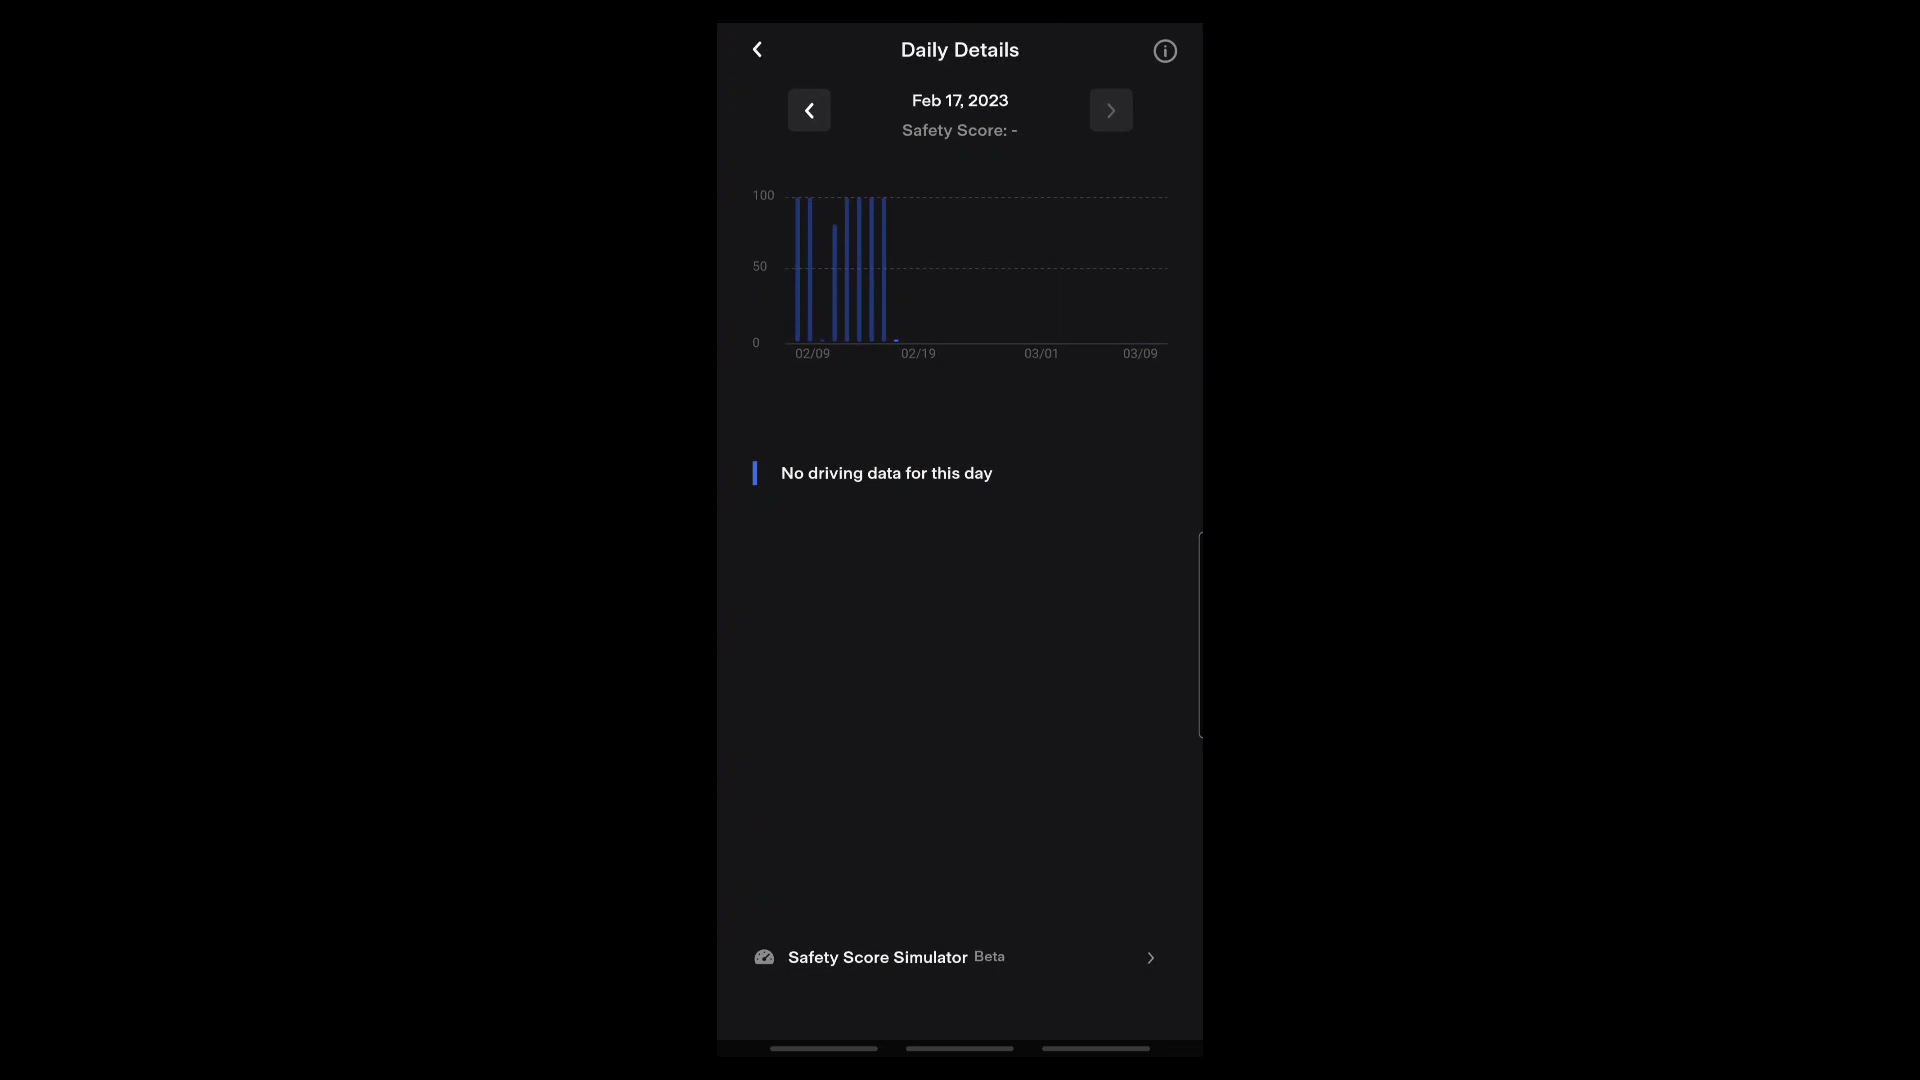 Daily Details
Feb 17, 2023
Safety Score: -
100
50
0
02/09 02/19 03/01 03/09
No driving data for this day
Safety Score Simulator Beta